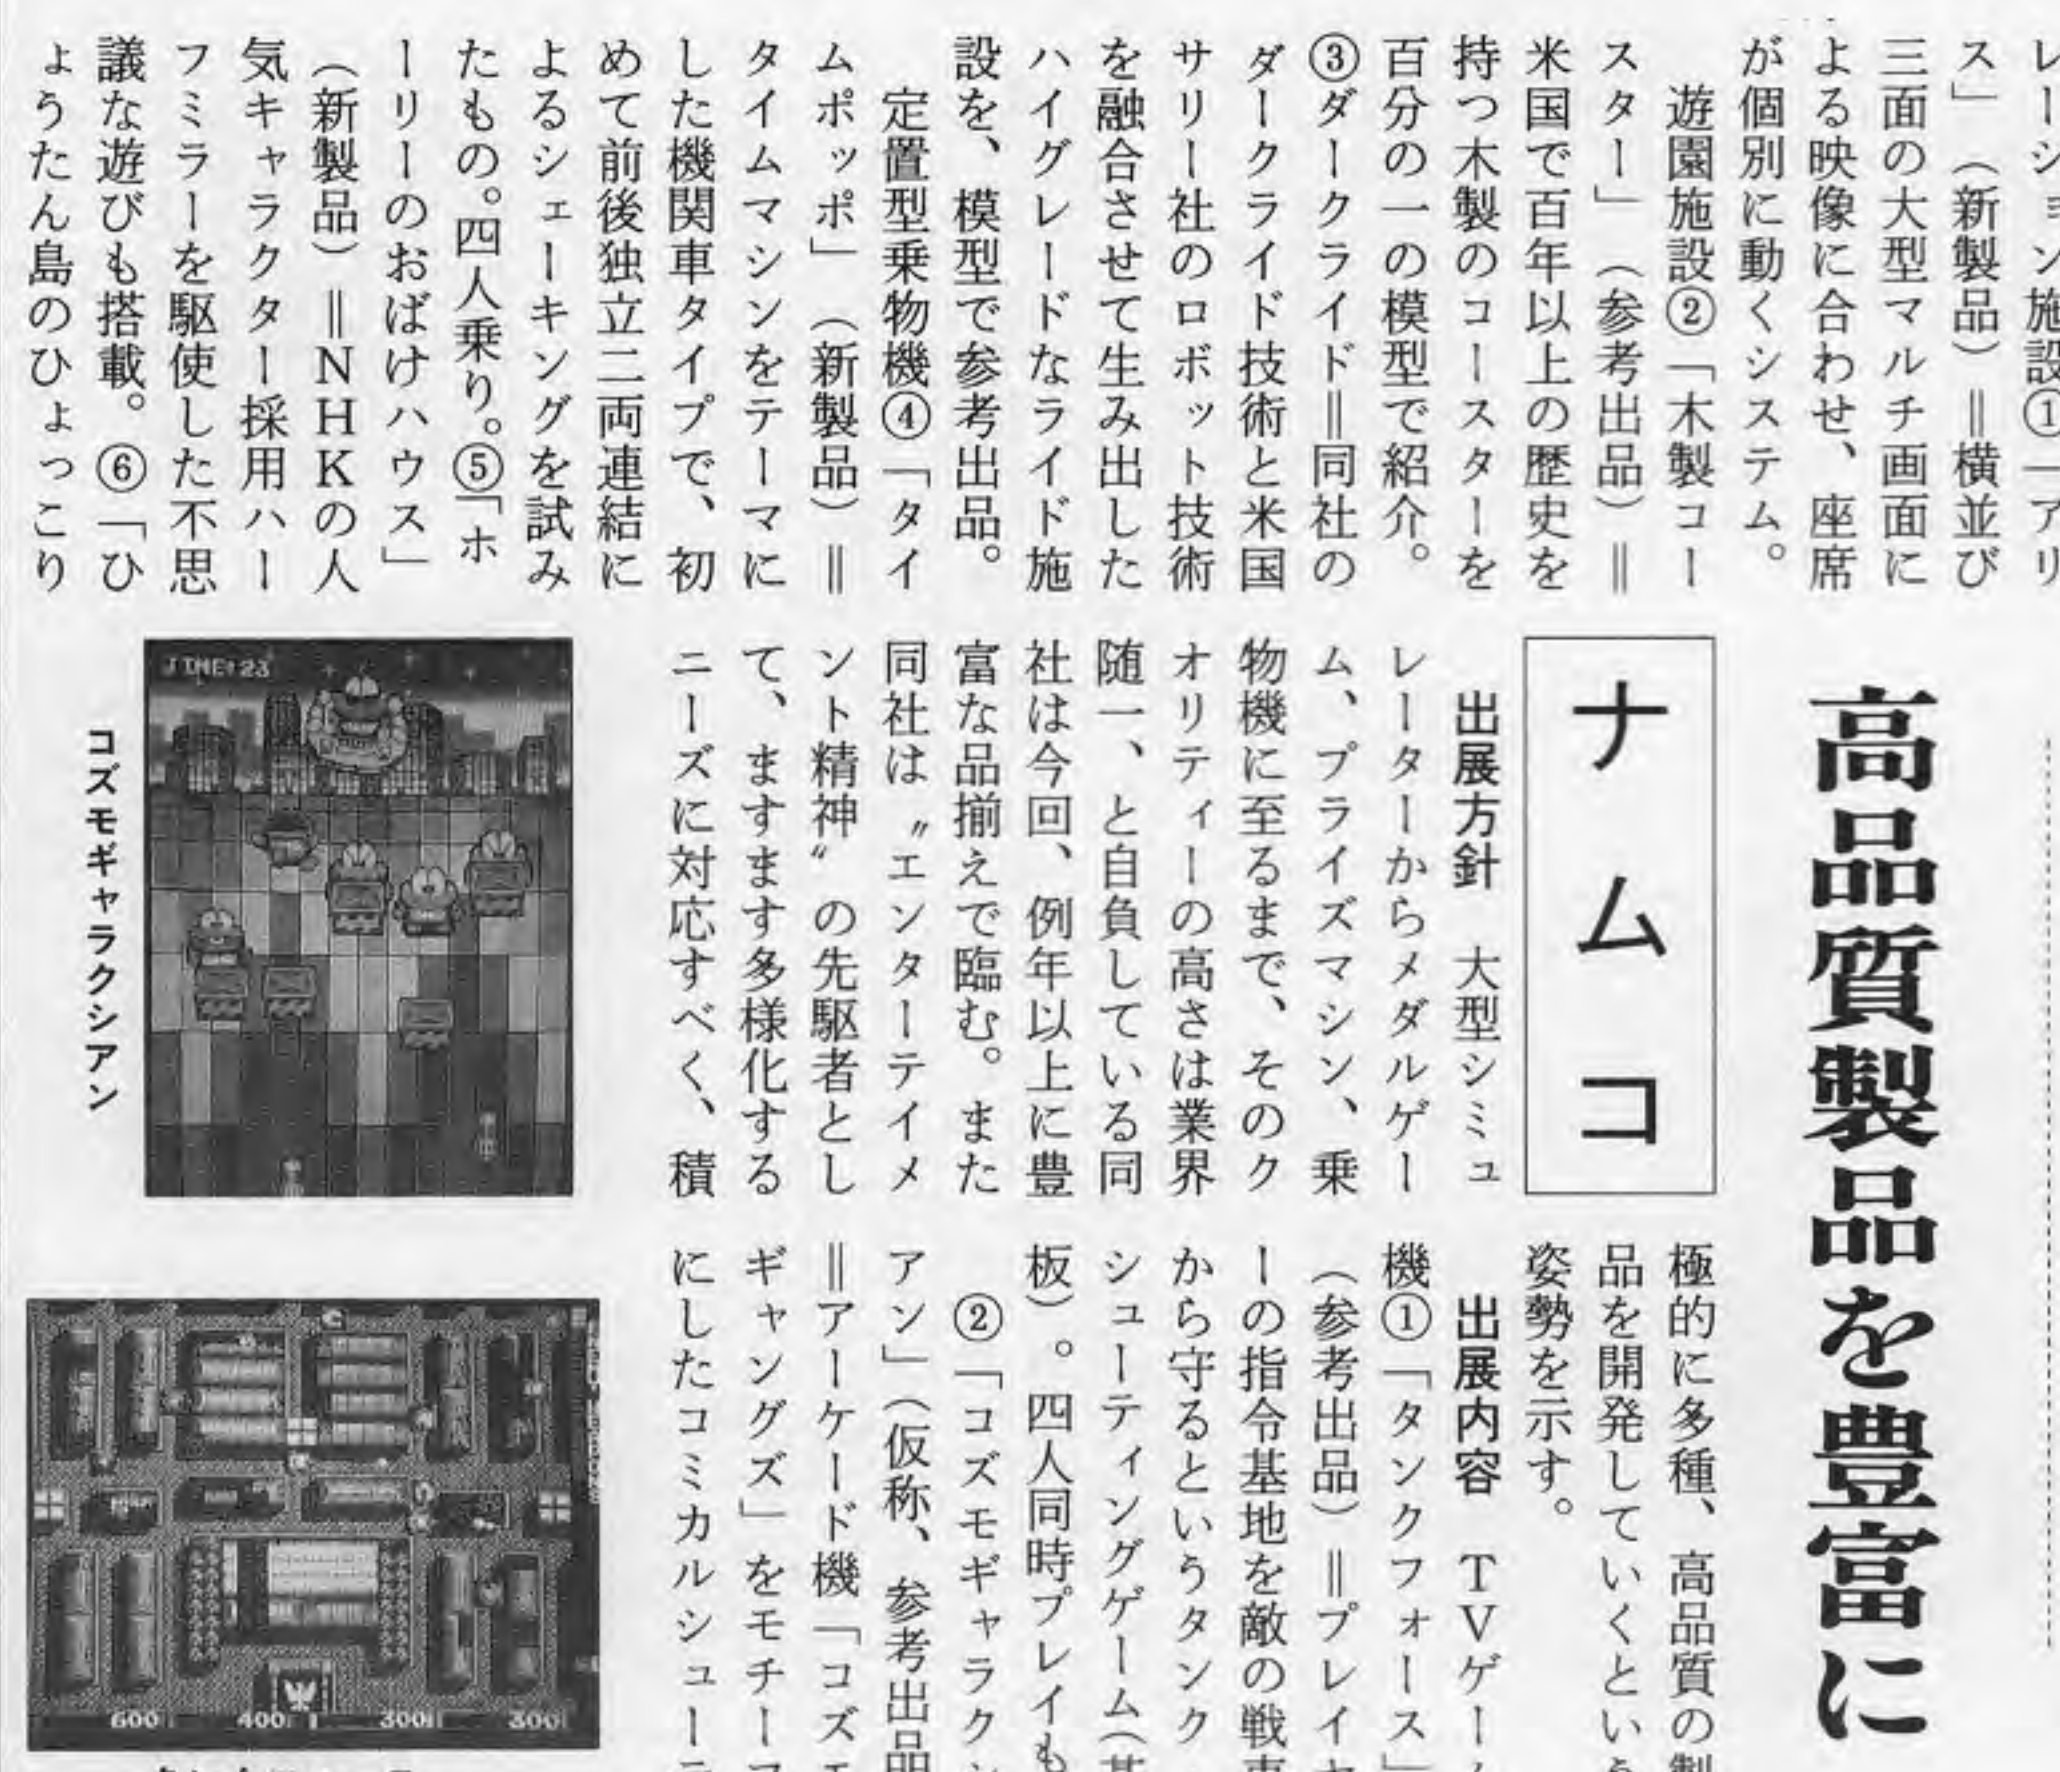 レーション施設①「アリ
ス」（新製品）＝横並び
三面の大型マルチ画面に
よる映像に合わせ、座席
が個別に動くシステム。
遊園施設②「木製コー
スター」（参考出品）＝
米国で百年以上の歴史を
持つ木製のコースターを
百分の一の模型で紹介。
③ダークライド＝同社の
ダークライド技術と米国
サリー社のロボット技術
を融合させて生み出した
ハイグレードなライド施
設を、模型で参考出品。
定置型乗物機④「タイ
ムポッポ」（新製品）＝
タイムマシンをテーマに
した機関車タイプで、初
めて前後独立二両連結に
よるシェーキングを試み
たもの。四人乗り。⑤「ホ
ーリーのおばけハウス」
（新製品）＝NHKの人
気キャラクター採用ハー
フミラーを駆使した不思
議な遊びも搭載。⑥「ひ
ょうたん島のひょっこり
高品質製品を豊富に
ナムコ
出展方針　大型シミュ
レーターからメダルゲー
ム、プライズマシン、乗
物機に至るまで、そのク
オリティーの高さは業界
随一、と自負している同
社は今回、例年以上に豊
富な品揃えで臨む。また
同社は〝エンターテイメ
ント精神〟の先駆者とし
て、ますます多様化する
ニーズに対応すべく、積
極的に多種、高品質の製
品を開発していくという
姿勢を示す。
出展内容　TVゲーム
機①「タンクフォース」
（参考出品）＝プレイヤ
ーの指令基地を敵の戦車
から守るというタンク
シューティングゲーム（基
板）。四人同時プレイも
②「コズモギャラクシ
アン」（仮称、参考出品
＝アーケード機「コズモ
ギャングズ」をモチーフ
にしたコミカルシューテ
TIME:23
コズモギャラクシアン
600 400 300 300